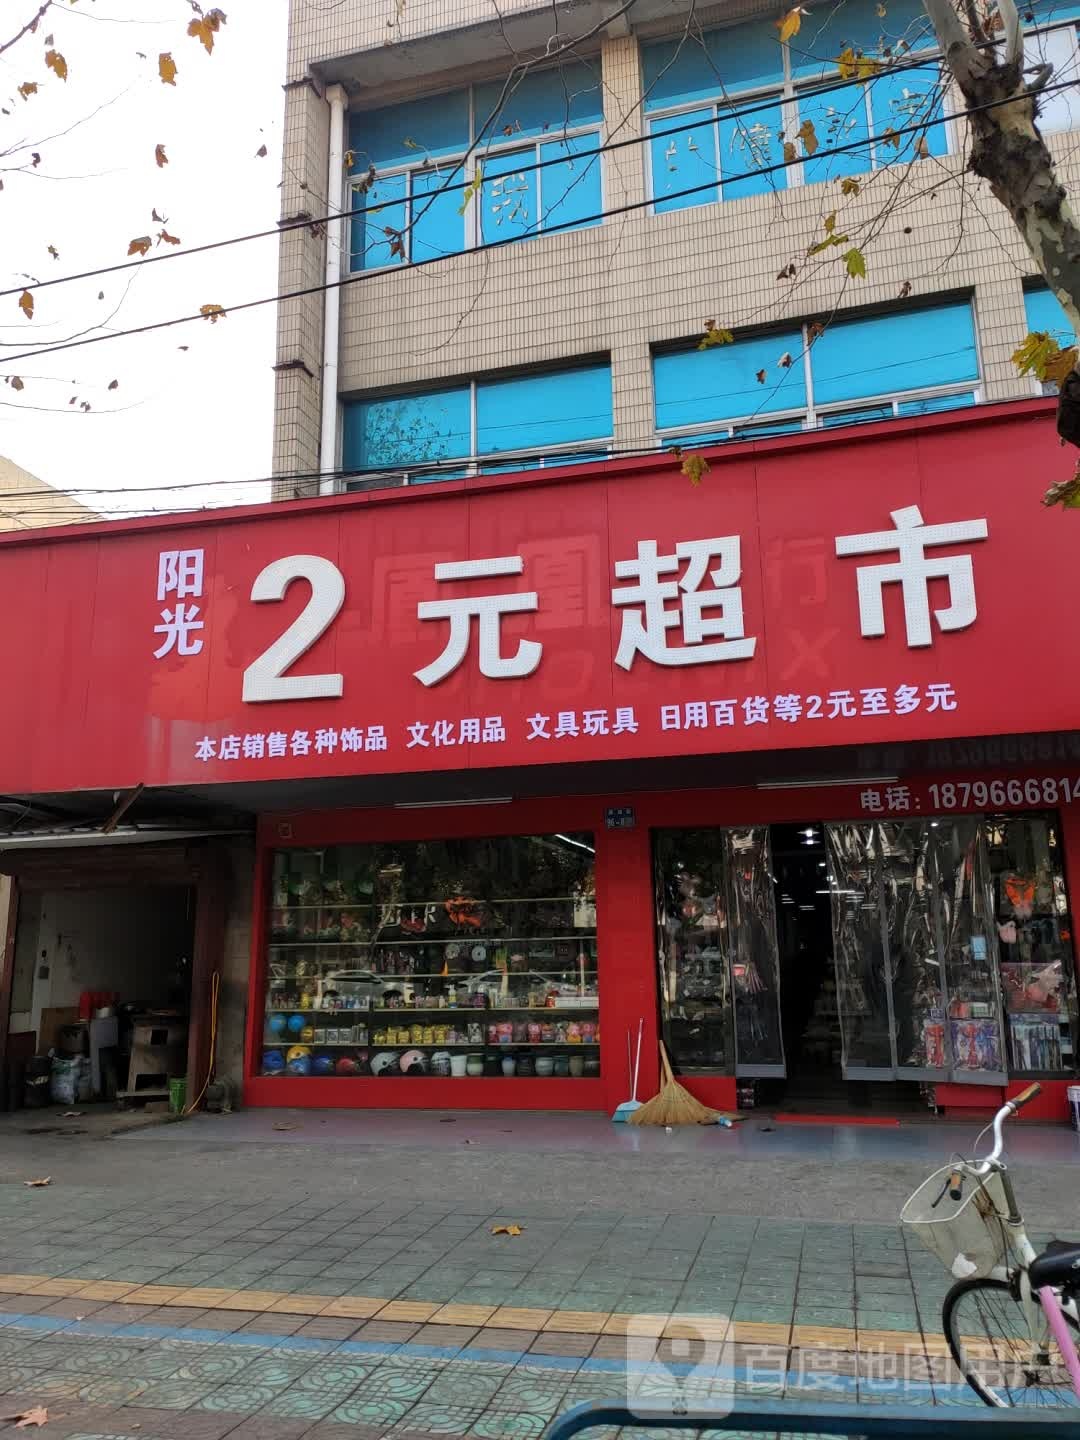 阳光
2元超市
本店销售各种饰品 文化用品 文具玩具 日用百货等2元至多元
电话：1879666814
百度地图用户